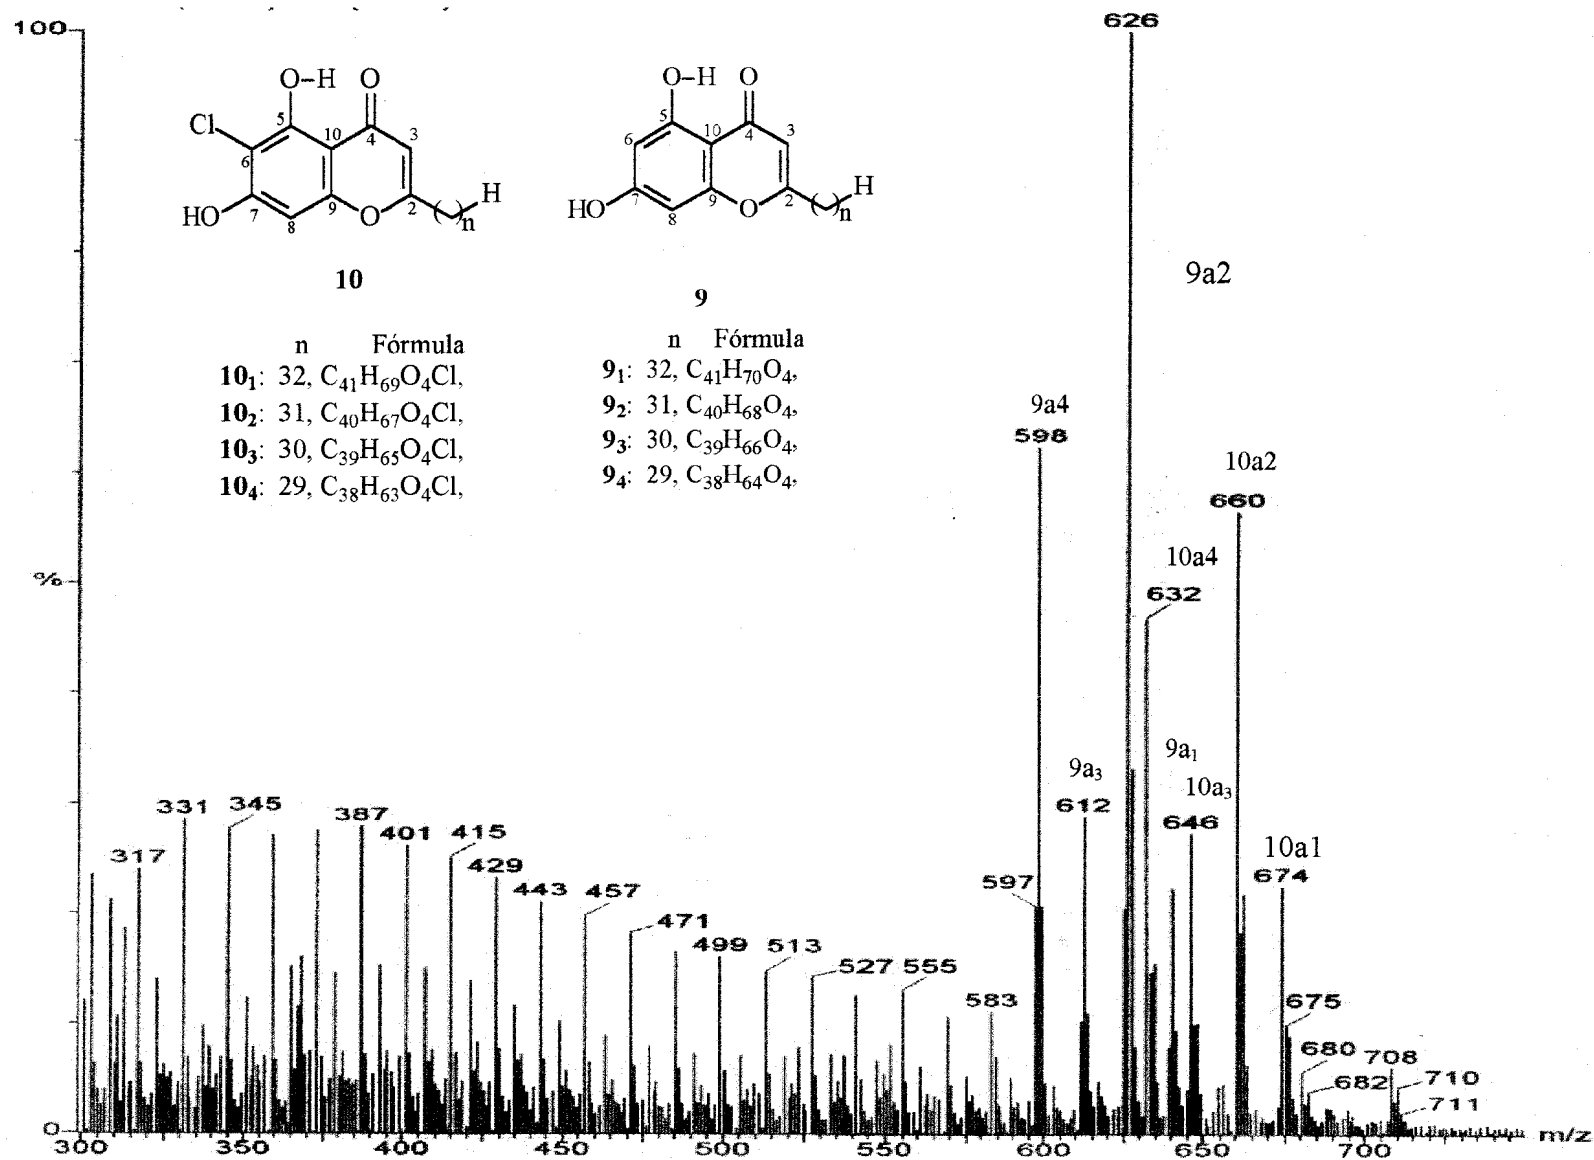 100
626
O-H O
Cl
5 10 4 3
6
HO 7 8 9 O 2 ( )n H
10
n Fórmula
10₁: 32, C₄₁H₆₉O₄Cl,
10₂: 31, C₄₀H₆₇O₄Cl,
10₃: 30, C₃₉H₆₅O₄Cl,
10₄: 29, C₃₈H₆₃O₄Cl,
O-H O
5 10 4 3
6
HO 7 8 9 O 2 ( )n H
9
n Fórmula
9₁: 32, C₄₁H₇₀O₄,
9₂: 31, C₄₀H₆₈O₄,
9₃: 30, C₃₉H₆₆O₄,
9₄: 29, C₃₈H₆₄O₄,
9a2
9a4
598
10a2
660
%
10a4
632
9a₃
612
9a₁
10a₃
646
10a1
674
317
331
345
387
401
415
429
443
457
471
499
513
527
555
583
597
675
680
708
682
710
711
0
300 350 400 450 500 550 600 650 700 m/z